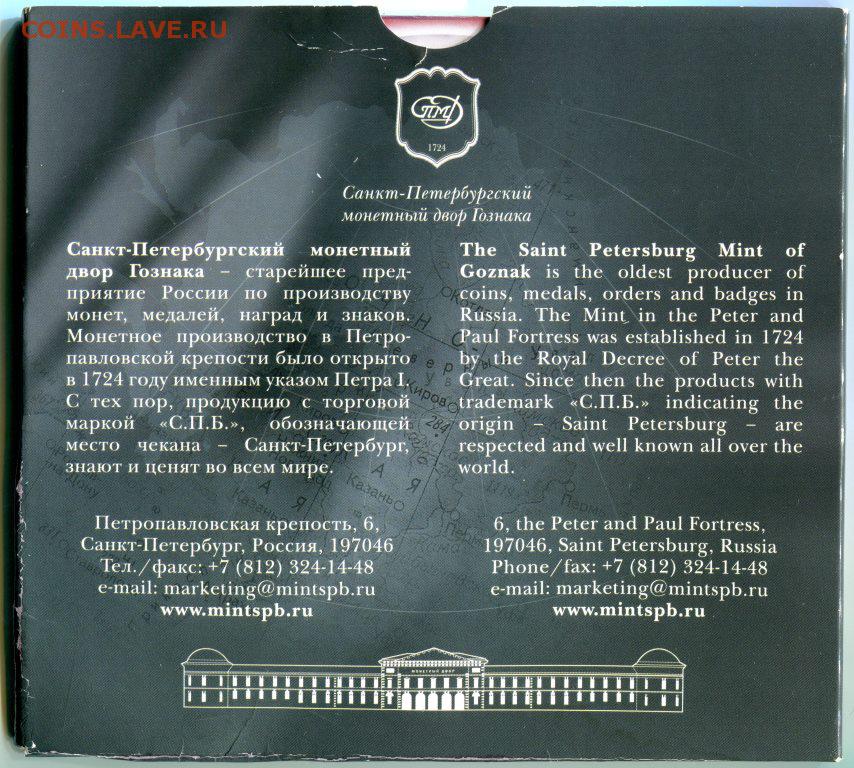 COINS.LAVE.RU
СПМД
1724
Санкт-Петербургский
монетный двор Гознака
Санкт-Петербургский монетный
двор Гознака – старейшее пред-
приятие России по производству
монет, медалей, наград и знаков.
Монетное производство в Петро-
павловской крепости было открыто
в 1724 году именным указом Петра I.
С тех пор, продукцию с торговой
маркой «С.П.Б.», обозначающей
место чекана – Санкт-Петербург,
знают и ценят во всем мире.
Петропавловская крепость, 6,
Санкт-Петербург, Россия, 197046
Тел./факс: +7 (812) 324-14-48
e-mail: marketing@mintspb.ru
www.mintspb.ru
The Saint Petersburg Mint of
Goznak is the oldest producer of
coins, medals, orders and badges in
Russia. The Mint in the Peter and
Paul Fortress was established in 1724
by the Royal Decree of Peter the
Great. Since then the products with
trademark «С.П.Б.» indicating the
origin – Saint Petersburg – are
respected and well known all over the
world.
6, the Peter and Paul Fortress,
197046, Saint Petersburg, Russia
Phone/fax: +7 (812) 324-14-48
e-mail: marketing@mintspb.ru
www.mintspb.ru
МОНЕТНЫЙ ДВОР